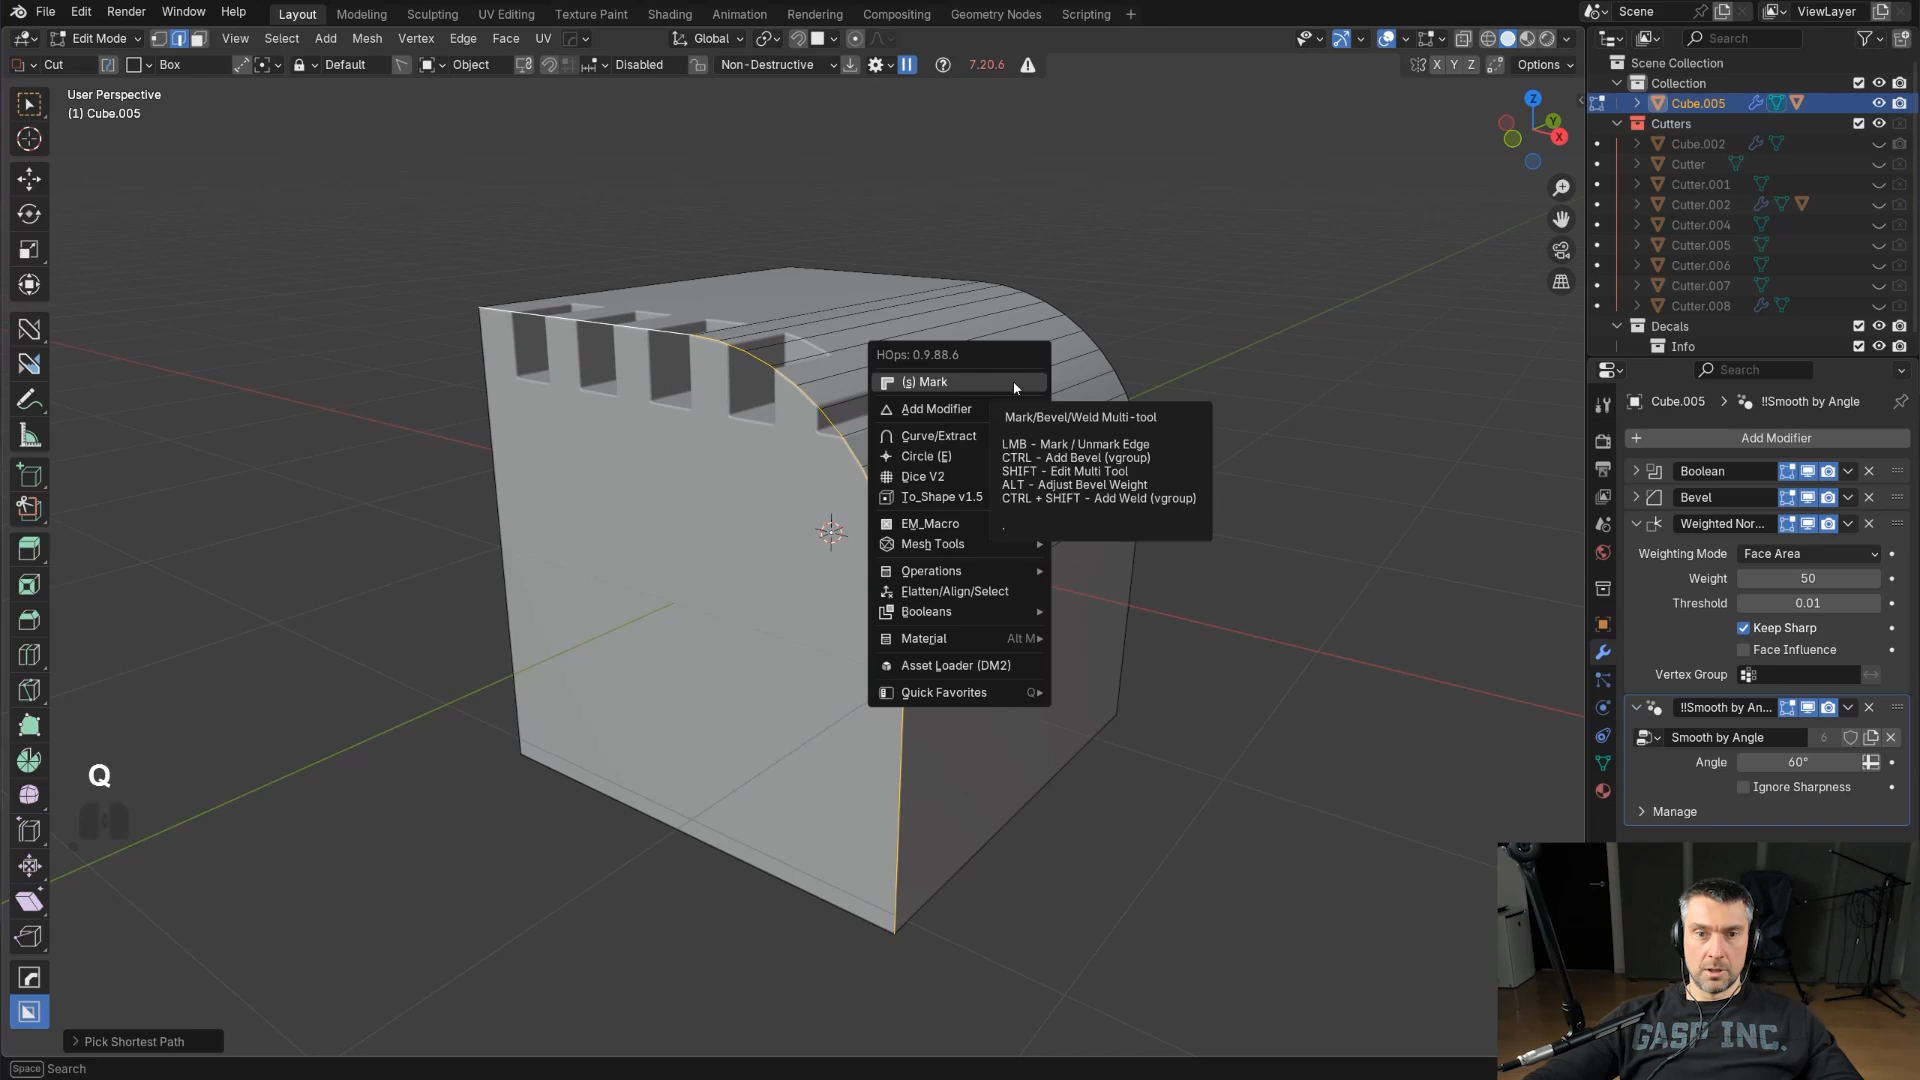 File Edit Render Window Help Layout Modeling Sculpting UV Editing Texture Paint Shading Animation Rendering Compositing Geometry Nodes Scripting + Scene ViewLayer
Edit Mode View Select Add Mesh Vertex Edge Face UV Global Search
Cut Box Default Object Disabled Non-Destructive 7.20.6 X Y Z Options
User Perspective
(1) Cube.005
Z
Y
X
Scene Collection
Collection
Cube.005
Cutters
Cube.002
Cutter
Cutter.001
Cutter.002
Cutter.004
Cutter.005
Cutter.006
Cutter.007
Cutter.008
Decals
Info
Search
Cube.005 > !!Smooth by Angle
+ Add Modifier
Boolean
Bevel
Weighted Nor...
Weighting Mode Face Area
Weight 50
Threshold 0.01
Keep Sharp
Face Influence
Vertex Group
!!Smooth by An...
Smooth by Angle 6
Angle 60°
Ignore Sharpness
Manage
HOps: 0.9.88.6
(s) Mark
Add Modifier
Curve/Extract
Circle (E)
Dice V2
To_Shape v1.5
EM_Macro
Mesh Tools
Operations
Flatten/Align/Select
Booleans
Material Alt M
Asset Loader (DM2)
Quick Favorites Q
Mark/Bevel/Weld Multi-tool
LMB - Mark / Unmark Edge
CTRL - Add Bevel (vgroup)
SHIFT - Edit Multi Tool
ALT - Adjust Bevel Weight
CTRL + SHIFT - Add Weld (vgroup)
.
Q
Pick Shortest Path
Space Search
GASP INC.